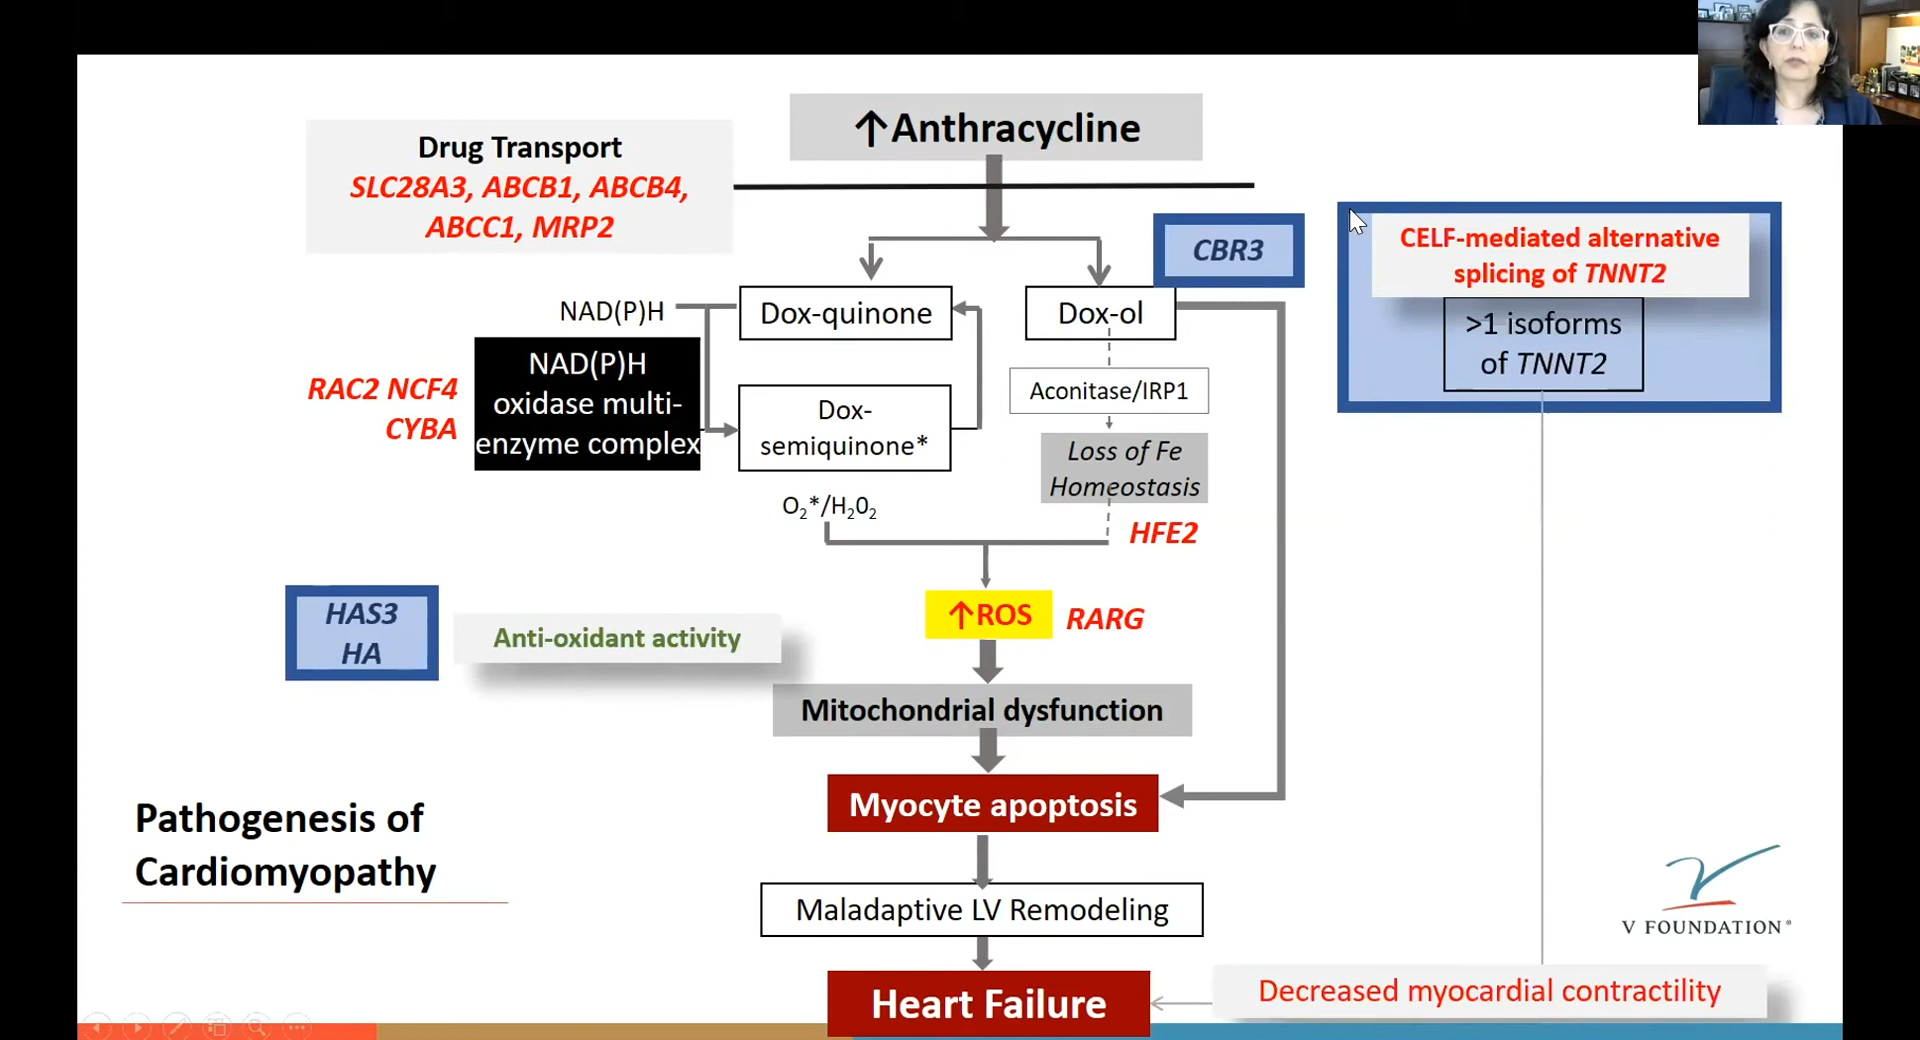 ↑Anthracycline
Drug Transport
SLC28A3, ABCB1, ABCB4,
ABCC1, MRP2
CBR3
CELF-mediated alternative
splicing of TNNT2
>1 isoforms
of TNNT2
NAD(P)H
Dox-quinone
Dox-ol
NAD(P)H
oxidase multi-
enzyme complex
RAC2 NCF4
CYBA
Dox-
semiquinone*
Aconitase/IRP1
Loss of Fe
Homeostasis
O₂*/H₂0₂
HFE2
HAS3
HA
Anti-oxidant activity
↑ROS
RARG
Mitochondrial dysfunction
Myocyte apoptosis
Pathogenesis of
Cardiomyopathy
Maladaptive LV Remodeling
V FOUNDATION®
Heart Failure
Decreased myocardial contractility